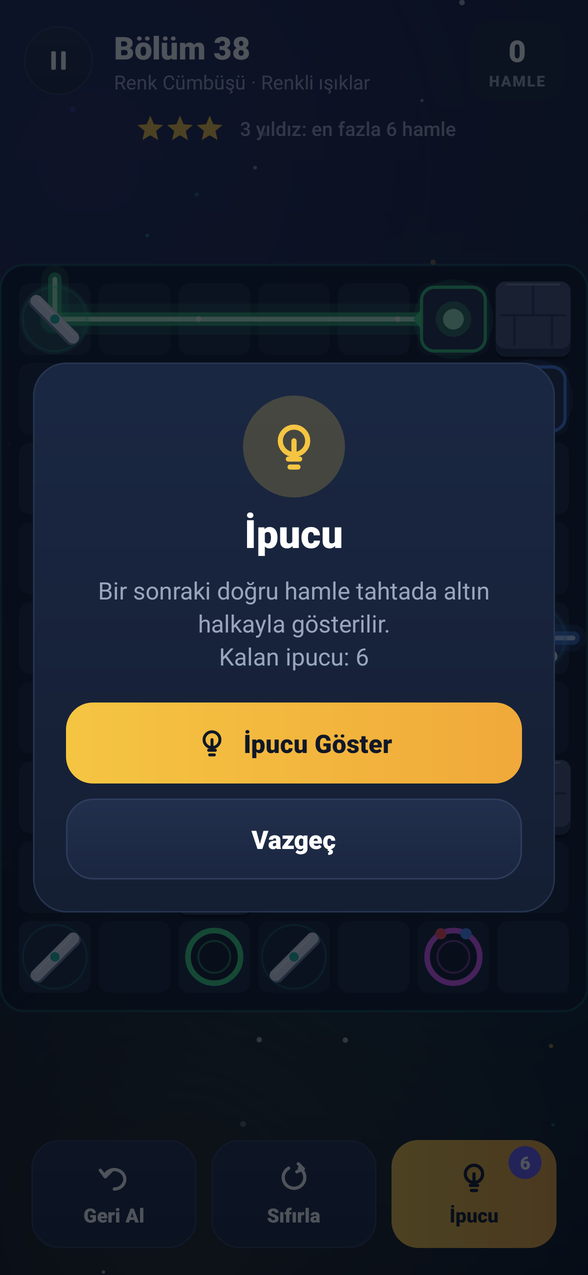 Bölüm 38
Renk Cümbüşü · Renkli ışıklar
0
HAMLE
3 yıldız: en fazla 6 hamle
İpucu
Bir sonraki doğru hamle tahtada altın
halkayla gösterilir.
Kalan ipucu: 6
İpucu Göster
Vazgeç
Geri Al
Sıfırla
6
İpucu